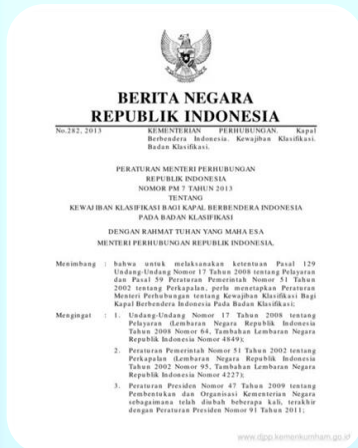 BERITA NEGARA
REPUBLIK INDONESIA
No.282, 2013 KEMENTERIAN PERHUBUNGAN. Kapal
Berbendera Indonesia. Kewajiban Klasifikasi.
Badan Klasifikasi.
PERATURAN MENTERI PERHUBUNGAN
REPUBLIK INDONESIA
NOMOR PM 7 TAHUN 2013
TENTANG
KEWAJIBAN KLASIFIKASI BAGI KAPAL BERBENDERA INDONESIA
PADA BADAN KLASIFIKASI
DENGAN RAHMAT TUHAN YANG MAHA ESA
MENTERI PERHUBUNGAN REPUBLIK INDONESIA,
Menimbang : bahwa untuk melaksanakan ketentuan Pasal 129
Undang-Undang Nomor 17 Tahun 2008 tentang Pelayaran
dan Pasal 59 Peraturan Pemerintah Nomor 51 Tahun
2002 tentang Perkapalan, perlu menetapkan Peraturan
Menteri Perhubungan tentang Kewajiban Klasifikasi Bagi
Kapal Berbendera Indonesia Pada Badan Klasifikasi;
Mengingat : 1. Undang-Undang Nomor 17 Tahun 2008 tentang
Pelayaran (Lembaran Negara Republik Indonesia
Tahun 2008 Nomor 64, Tambahan Lembaran Negara
Republik Indonesia Nomor 4849);
2. Peraturan Pemerintah Nomor 51 Tahun 2002 tentang
Perkapalan (Lembaran Negara Republik Indonesia
Tahun 2002 Nomor 95, Tambahan Lembaran Negara
Republik Indonesia Nomor 4227);
3. Peraturan Presiden Nomor 47 Tahun 2009 tentang
Pembentukan dan Organisasi Kementerian Negara
sebagaimana telah diubah beberapa kali, terakhir
dengan Peraturan Presiden Nomor 91 Tahun 2011;
www.djpp.kemenkumham.go.id